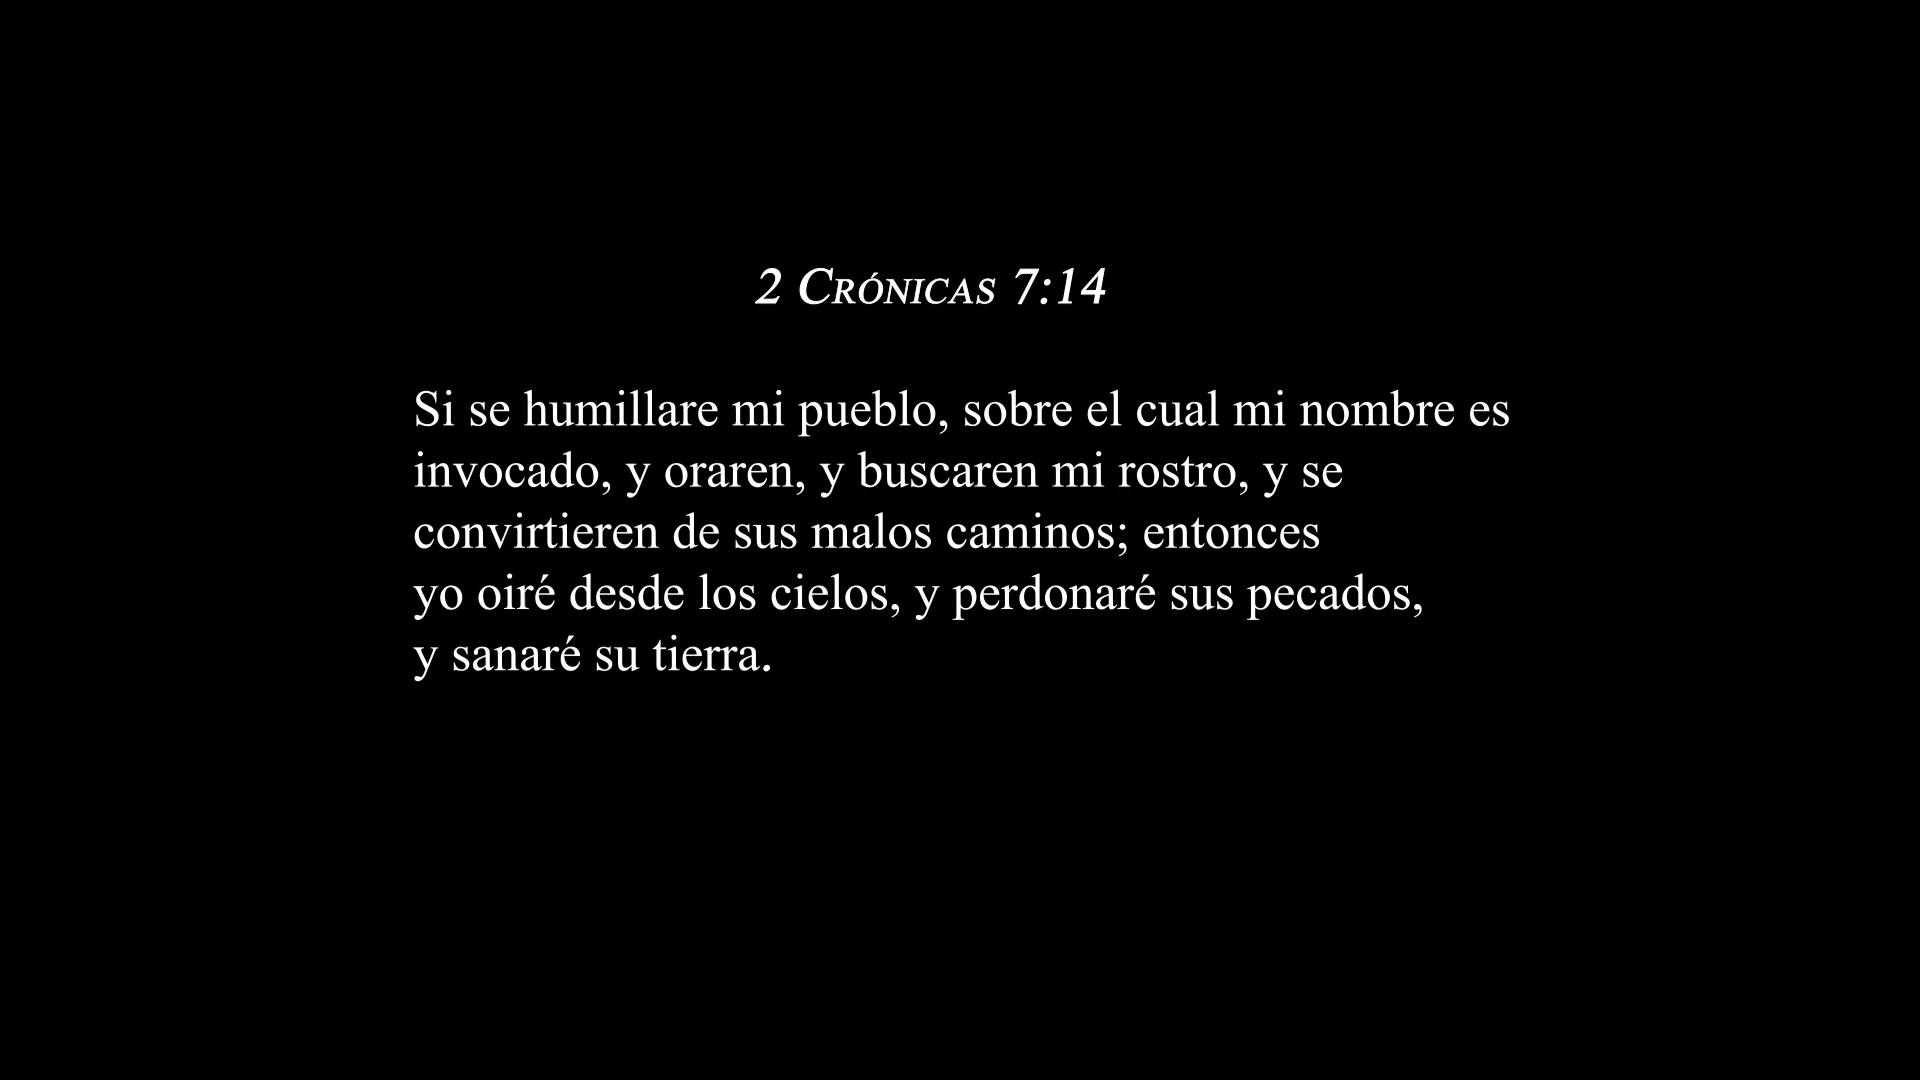 2 Crónicas 7:14
Si se humillare mi pueblo, sobre el cual mi nombre es
invocado, y oraren, y buscaren mi rostro, y se
convirtieren de sus malos caminos; entonces
yo oiré desde los cielos, y perdonaré sus pecados,
y sanaré su tierra.